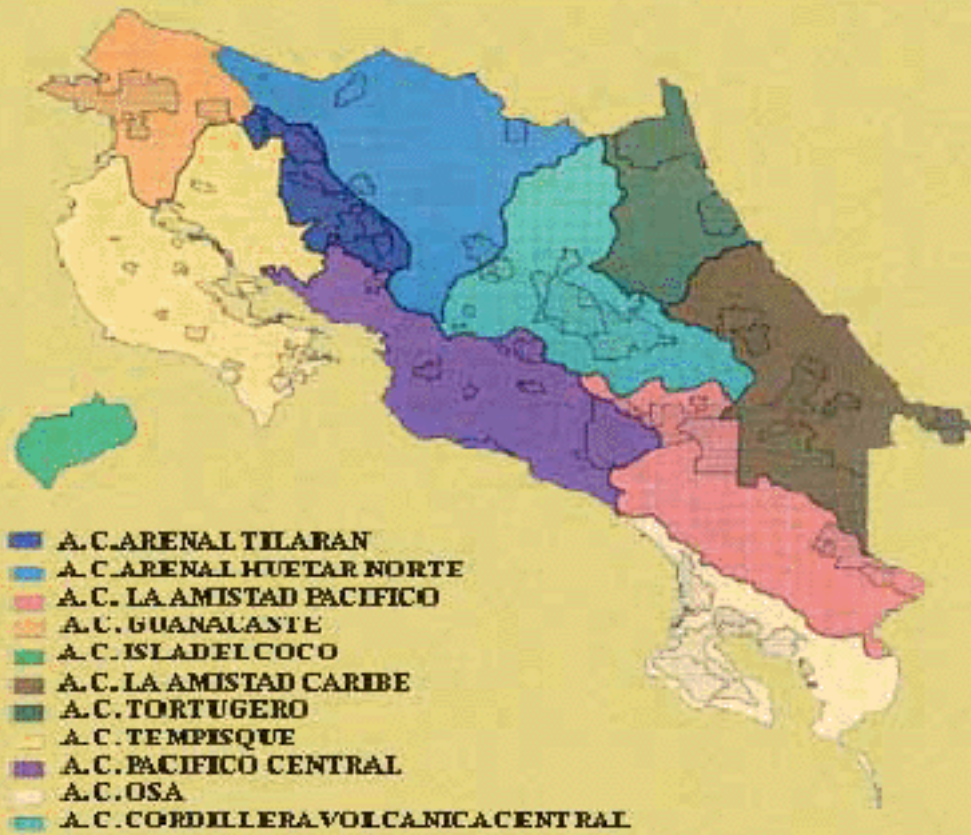 A.C.ARENAL TILARAN
A.C.ARENAL HUETAR NORTE
A.C. LA AMISTAD PACIFICO
A.C. GUANACASTE
A.C.ISLA DEL COCO
A.C. LA AMISTAD CARIBE
A.C. TORTUGERO
A.C. TEMPISQUE
A.C. PACIFICO CENTRAL
A.C.OSA
A.C. CORDILLERA VOLCANICA CENTRAL